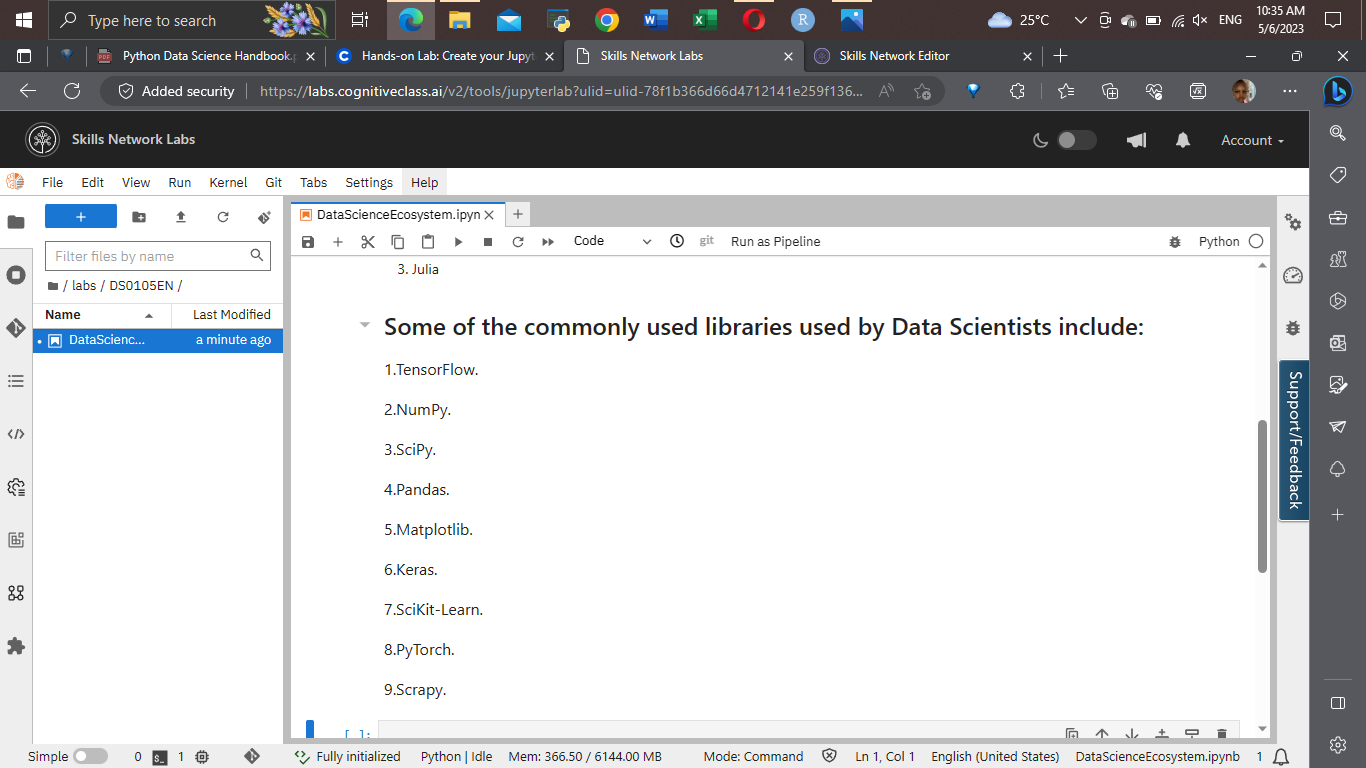 Type here to search
25°C
ENG
10:35 AM
5/6/2023
Python Data Science Handbook.p
Hands-on Lab: Create your Jupyt
Skills Network Labs
Skills Network Editor
Added security
https://labs.cognitiveclass.ai/v2/tools/jupyterlab?ulid=ulid-78f1b366d66d4712141e259f136...
Skills Network Labs
Account
File Edit View Run Kernel Git Tabs Settings Help
Filter files by name
/ labs / DS0105EN /
Name Last Modified
DataScienc... a minute ago
DataScienceEcosystem.ipyn
Code
git
Run as Pipeline
Python
3. Julia
Some of the commonly used libraries used by Data Scientists include:
1.TensorFlow.
2.NumPy.
3.SciPy.
4.Pandas.
5.Matplotlib.
6.Keras.
7.SciKit-Learn.
8.PyTorch.
9.Scrapy.
[ ]:
Support/Feedback
Simple 0 1 Fully initialized Python | Idle Mem: 366.50 / 6144.00 MB Mode: Command Ln 1, Col 1 English (United States) DataScienceEcosystem.ipynb 1